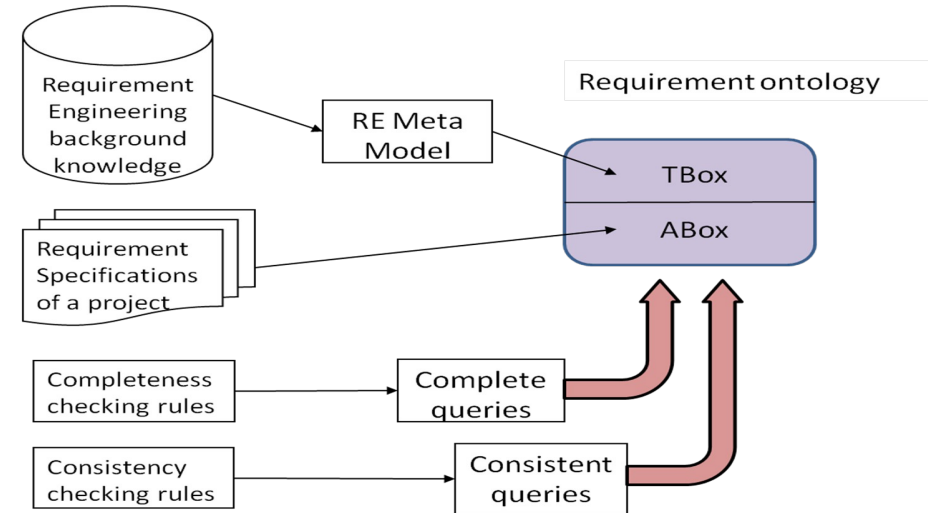 Requirement
Engineering
background
knowledge
RE Meta
Model
Requirement ontology
TBox
ABox
Requirement
Specifications
of a project
Completeness
checking rules
Complete
queries
Consistency
checking rules
Consistent
queries